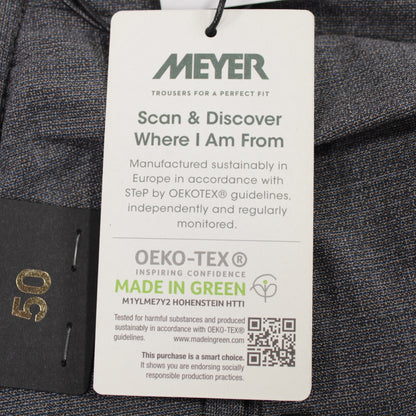 MEYER
TROUSERS FOR A PERFECT FIT
Scan & Discover
Where I Am From
Manufactured sustainably in
Europe in accordance with
STeP by OEKOTEX® guidelines,
independently and regularly
monitored.
OEKO-TEX®
INSPIRING CONFIDENCE
MADE IN GREEN
M1YLME7Y2 HOHENSTEIN HTTI
Tested for harmful substances and produced
sustainably in accordance with OEKO-TEX®
guidelines. www.madeingreen.com
This purchase is a smart choice.
It shows you are endorsing socially
responsible production practices.
50